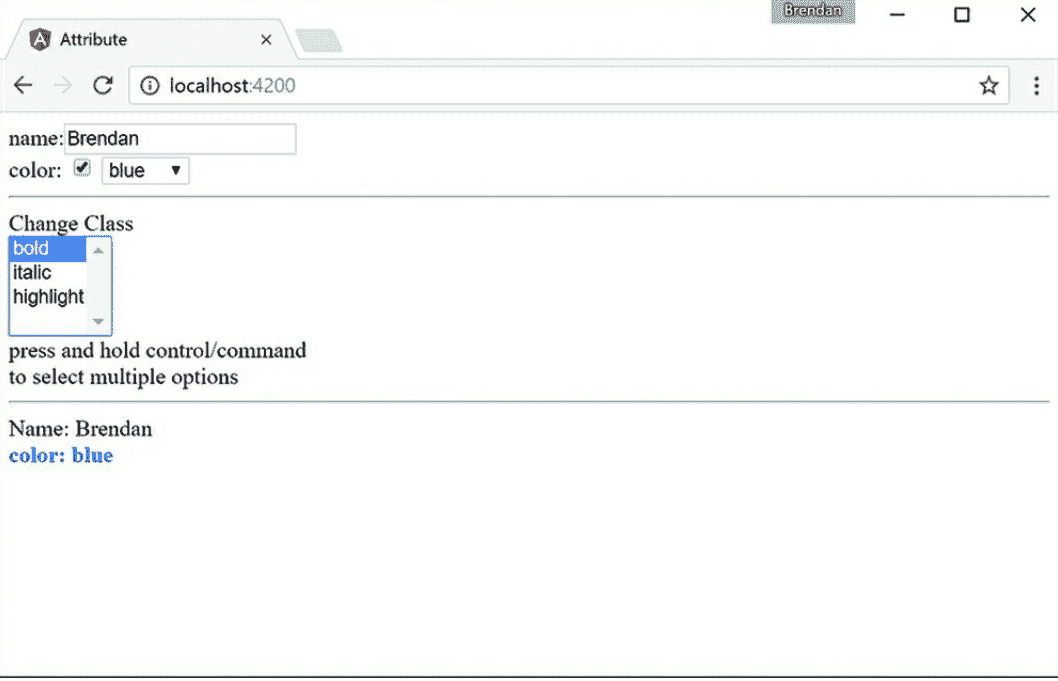 Brendan
Attribute
localhost:4200
name: Brendan
color: blue
Change Class
bold
italic
highlight
press and hold control/command
to select multiple options
Name: Brendan
color: blue